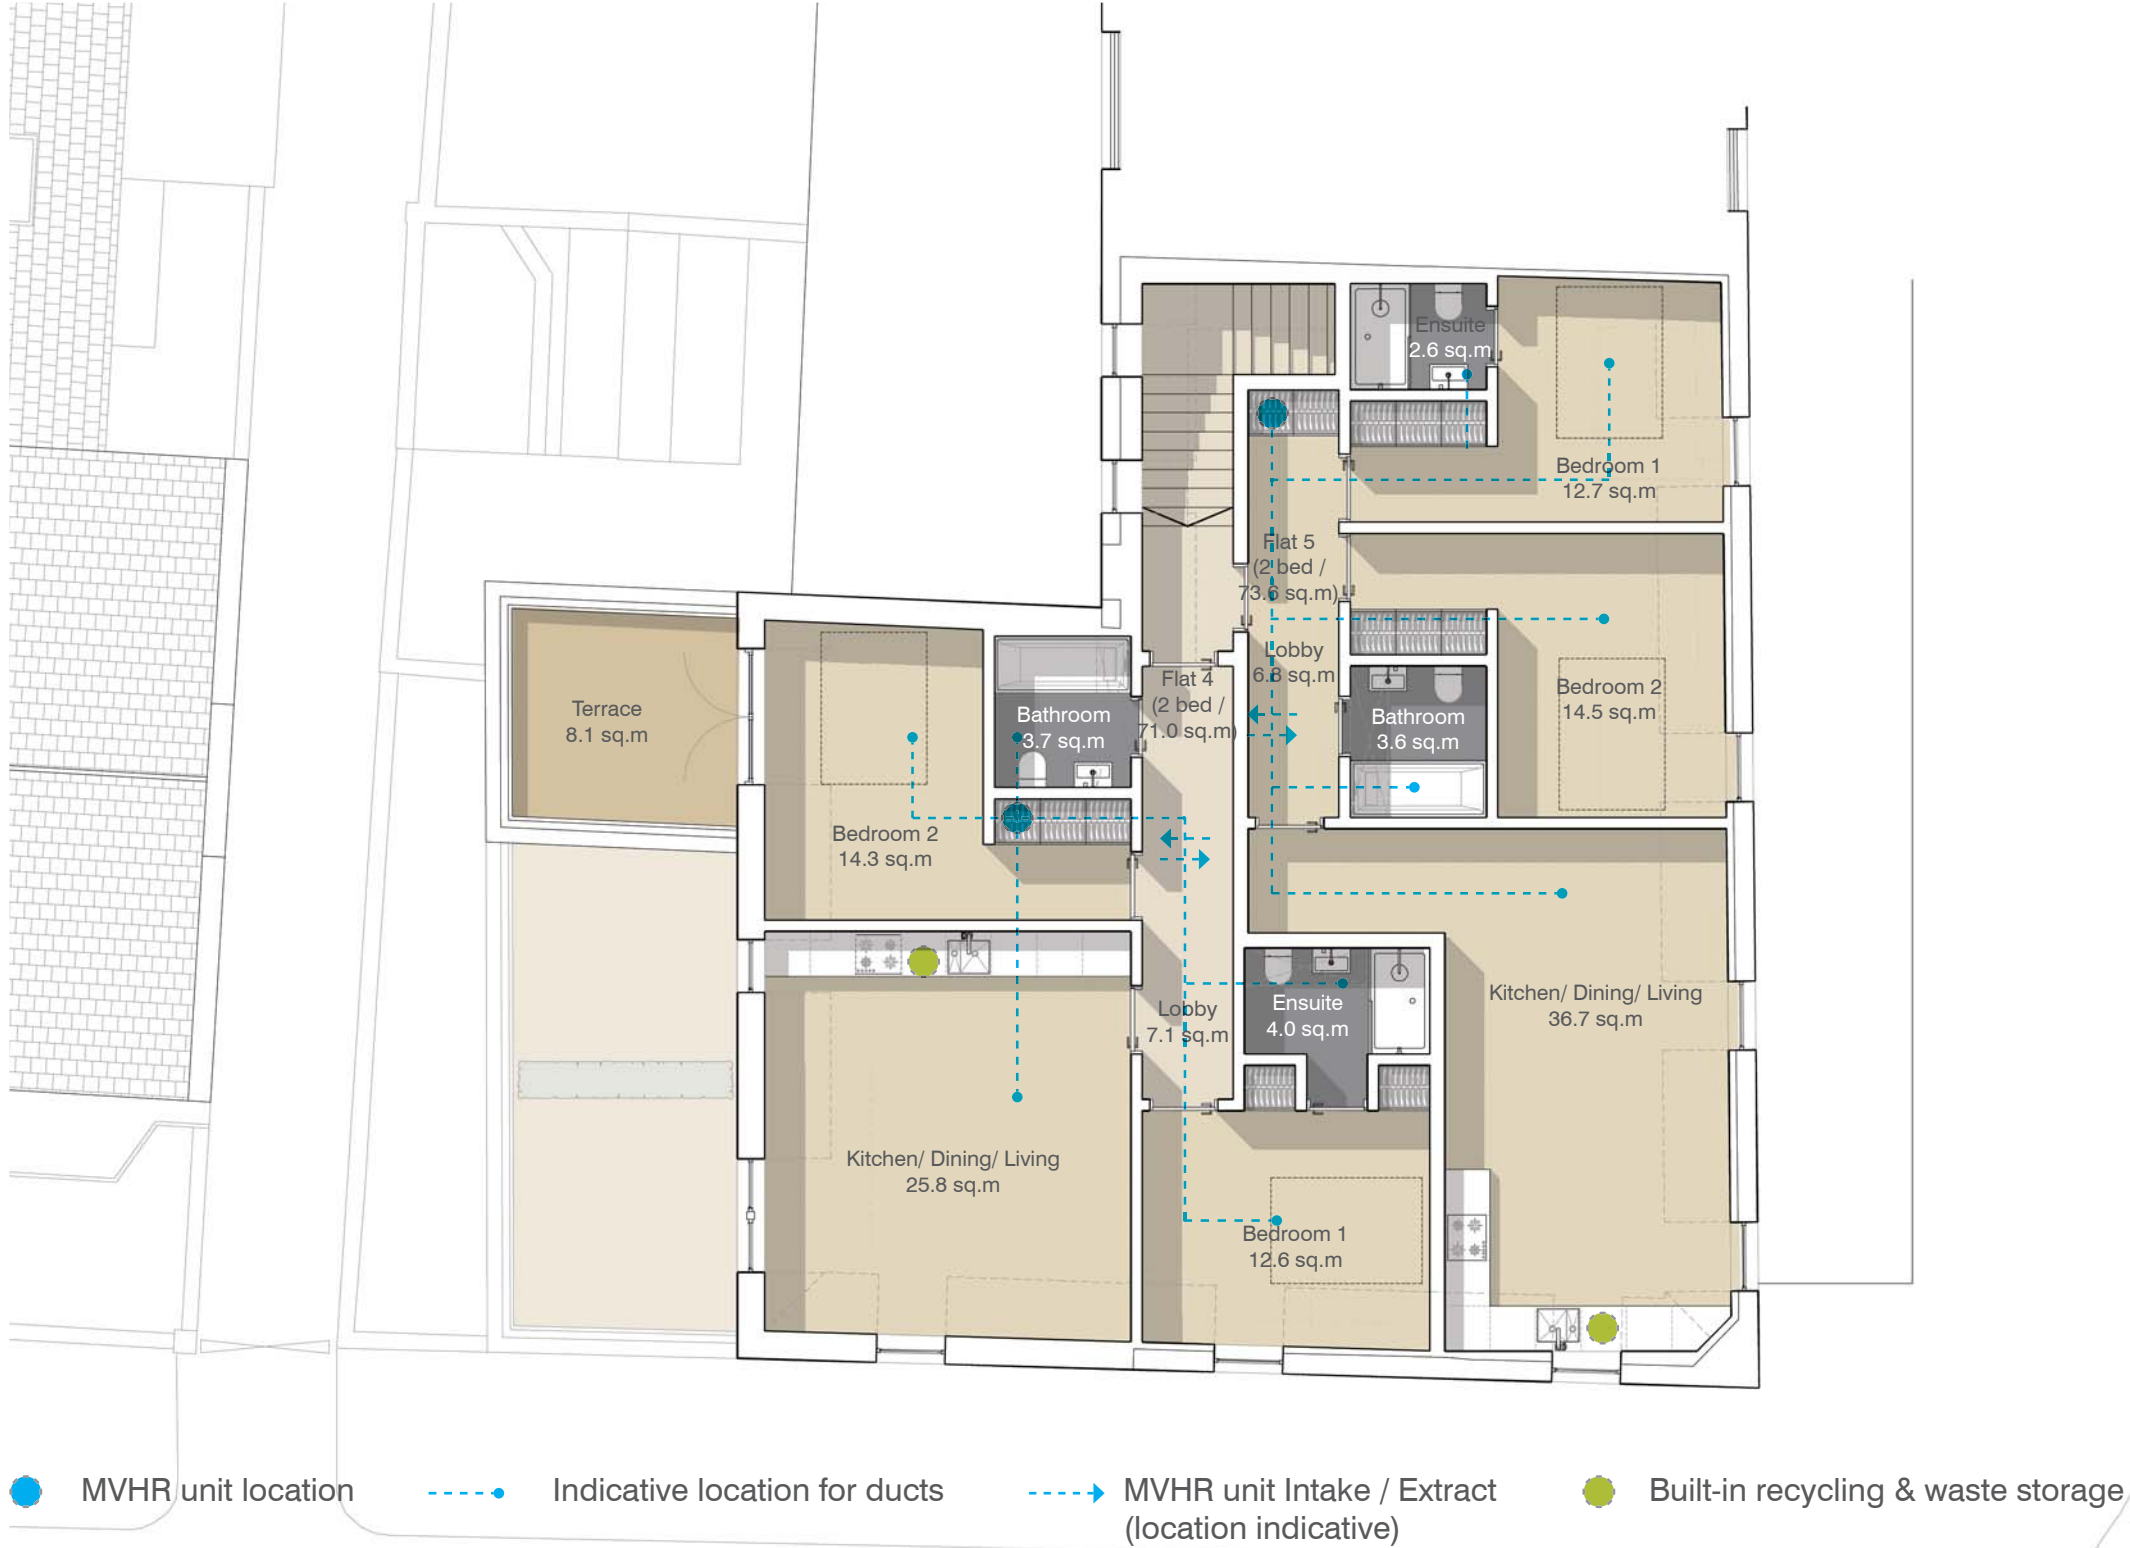 Ensuite
2.6 sq.m
Bedroom 1
12.7 sq.m
Flat 5
(2 bed /
73.6 sq.m)
Lobby
6.8 sq.m
Flat 4
(2 bed /
71.0 sq.m)
Bedroom 2
14.5 sq.m
Bathroom
3.6 sq.m
Bathroom
3.7 sq.m
Terrace
8.1 sq.m
Bedroom 2
14.3 sq.m
Kitchen/ Dining/ Living
36.7 sq.m
Ensuite
4.0 sq.m
Lobby
7.1 sq.m
Kitchen/ Dining/ Living
25.8 sq.m
Bedroom 1
12.6 sq.m
MVHR unit location
Indicative location for ducts
MVHR unit Intake / Extract
(location indicative)
Built-in recycling & waste storage